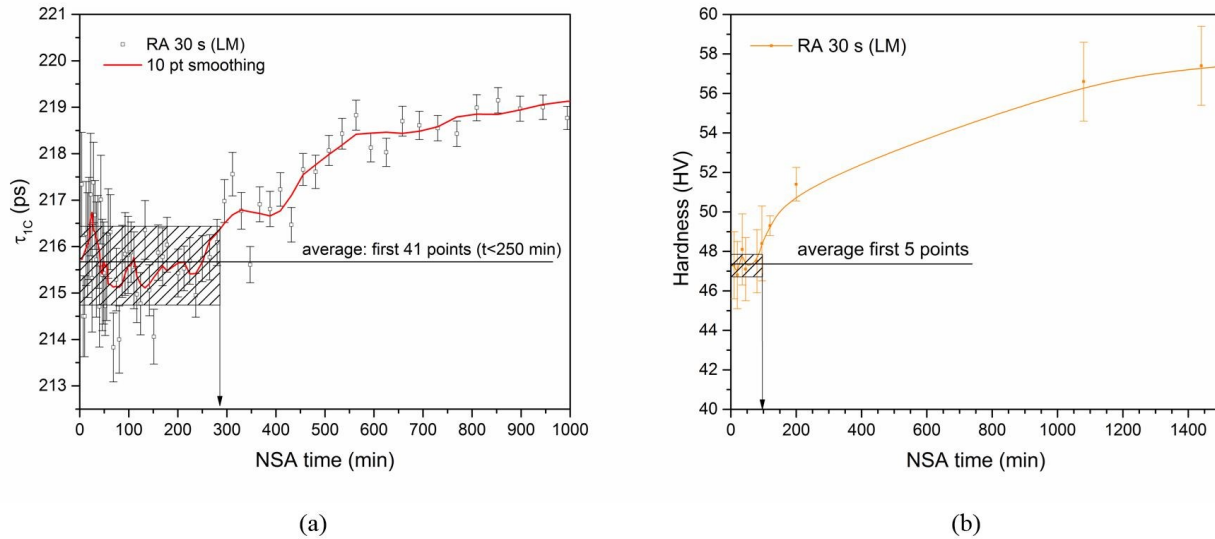 221
220
219
218
217
216
215
214
213
τ1C (ps)
RA 30 s (LM)
10 pt smoothing
average: first 41 points (t<250 min)
0 100 200 300 400 500 600 700 800 900 1000
NSA time (min)
(a)
60
58
56
54
52
50
48
46
44
42
40
Hardness (HV)
RA 30 s (LM)
average first 5 points
0 200 400 600 800 1000 1200 1400
NSA time (min)
(b)